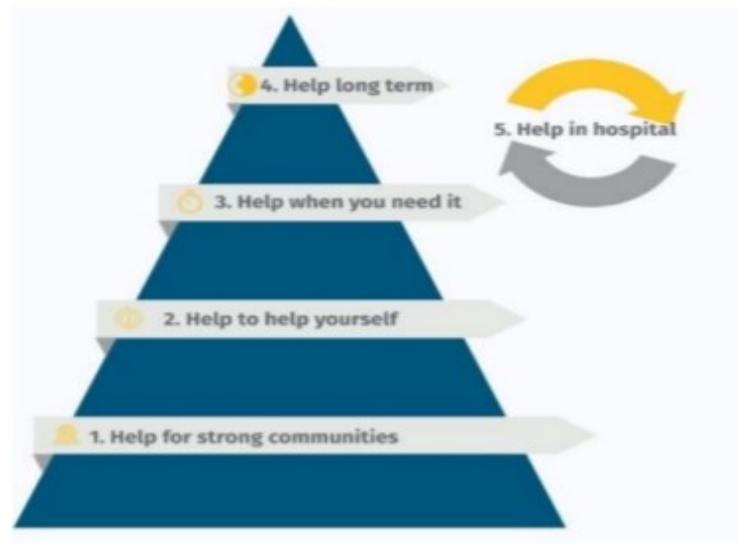 4. Help long term
5. Help in hospital
3. Help when you need it
2. Help to help yourself
1. Help for strong communities